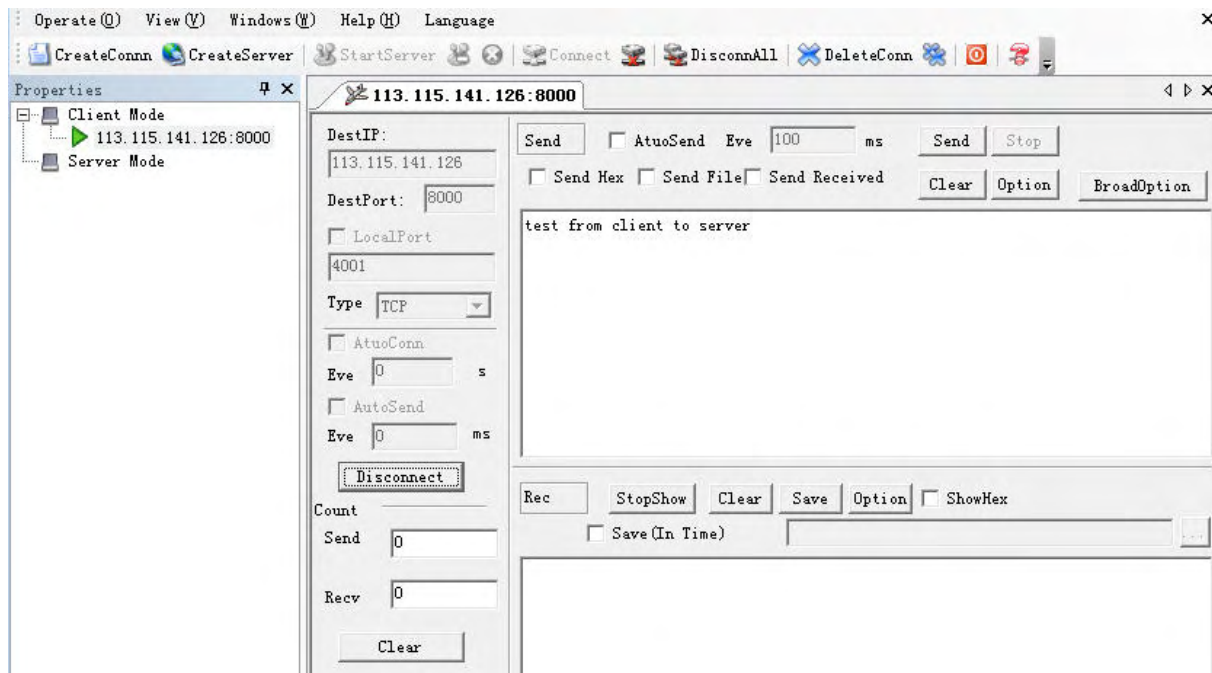 Operate(O) View(V) Windows(W) Help(H) Language
CreateConnn CreateServer StartServer Connect DisconnAll DeleteConn
Properties
Client Mode
113.115.141.126:8000
Server Mode
113.115.141.126:8000
DestIP:
113.115.141.126
DestPort: 8000
LocalPort
4001
Type TCP
AtuoConn
Eve 0 s
AutoSend
Eve 0 ms
Disconnect
Count
Send 0
Recv 0
Clear
Send AtuoSend Eve 100 ms Send Stop
Send Hex Send File Send Received Clear Option BroadOption
test from client to server
Rec StopShow Clear Save Option ShowHex
Save(In Time) ...